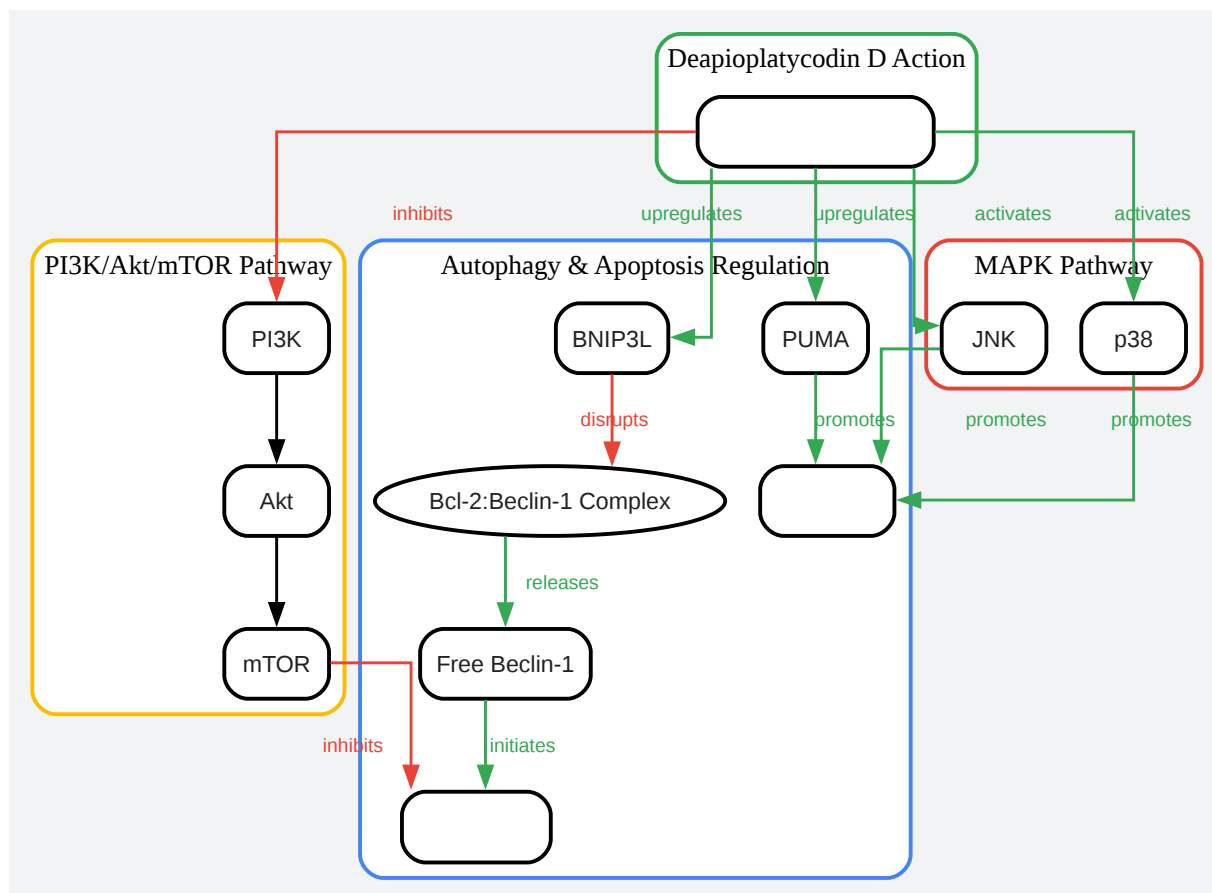 Deapioplatycodin D Action
inhibits
upregulates
upregulates
activates
activates
PI3K/Akt/mTOR Pathway
Autophagy & Apoptosis Regulation
MAPK Pathway
PI3K
BNIP3L
PUMA
JNK
p38
disrupts
promotes
promotes
promotes
Akt
Bcl-2:Beclin-1 Complex
releases
mTOR
Free Beclin-1
inhibits
initiates